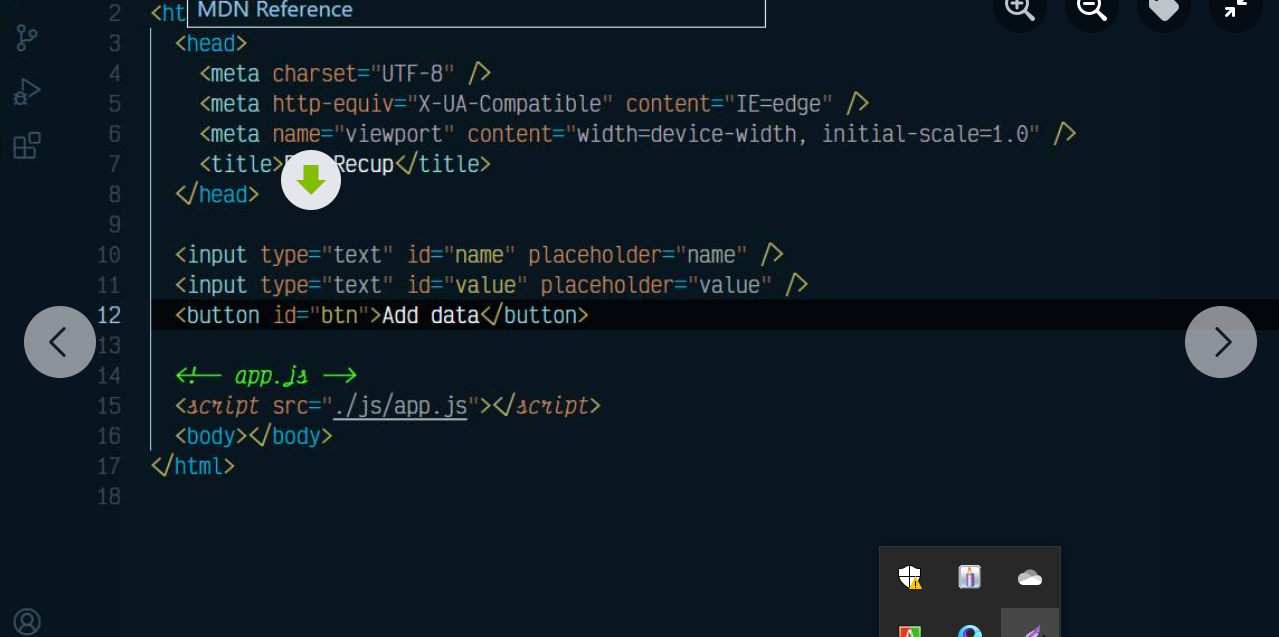 MDN Reference
2 <ht
3 <head>
4 <meta charset="UTF-8" />
5 <meta http-equiv="X-UA-Compatible" content="IE=edge" />
6 <meta name="viewport" content="width=device-width, initial-scale=1.0" />
7 <title> Recup</title>
8 </head>
9
10 <input type="text" id="name" placeholder="name" />
11 <input type="text" id="value" placeholder="value" />
12 <button id="btn">Add data</button>
13
14 <!-- app.js -->
15 <script src="./js/app.js"></script>
16 <body></body>
17 </html>
18